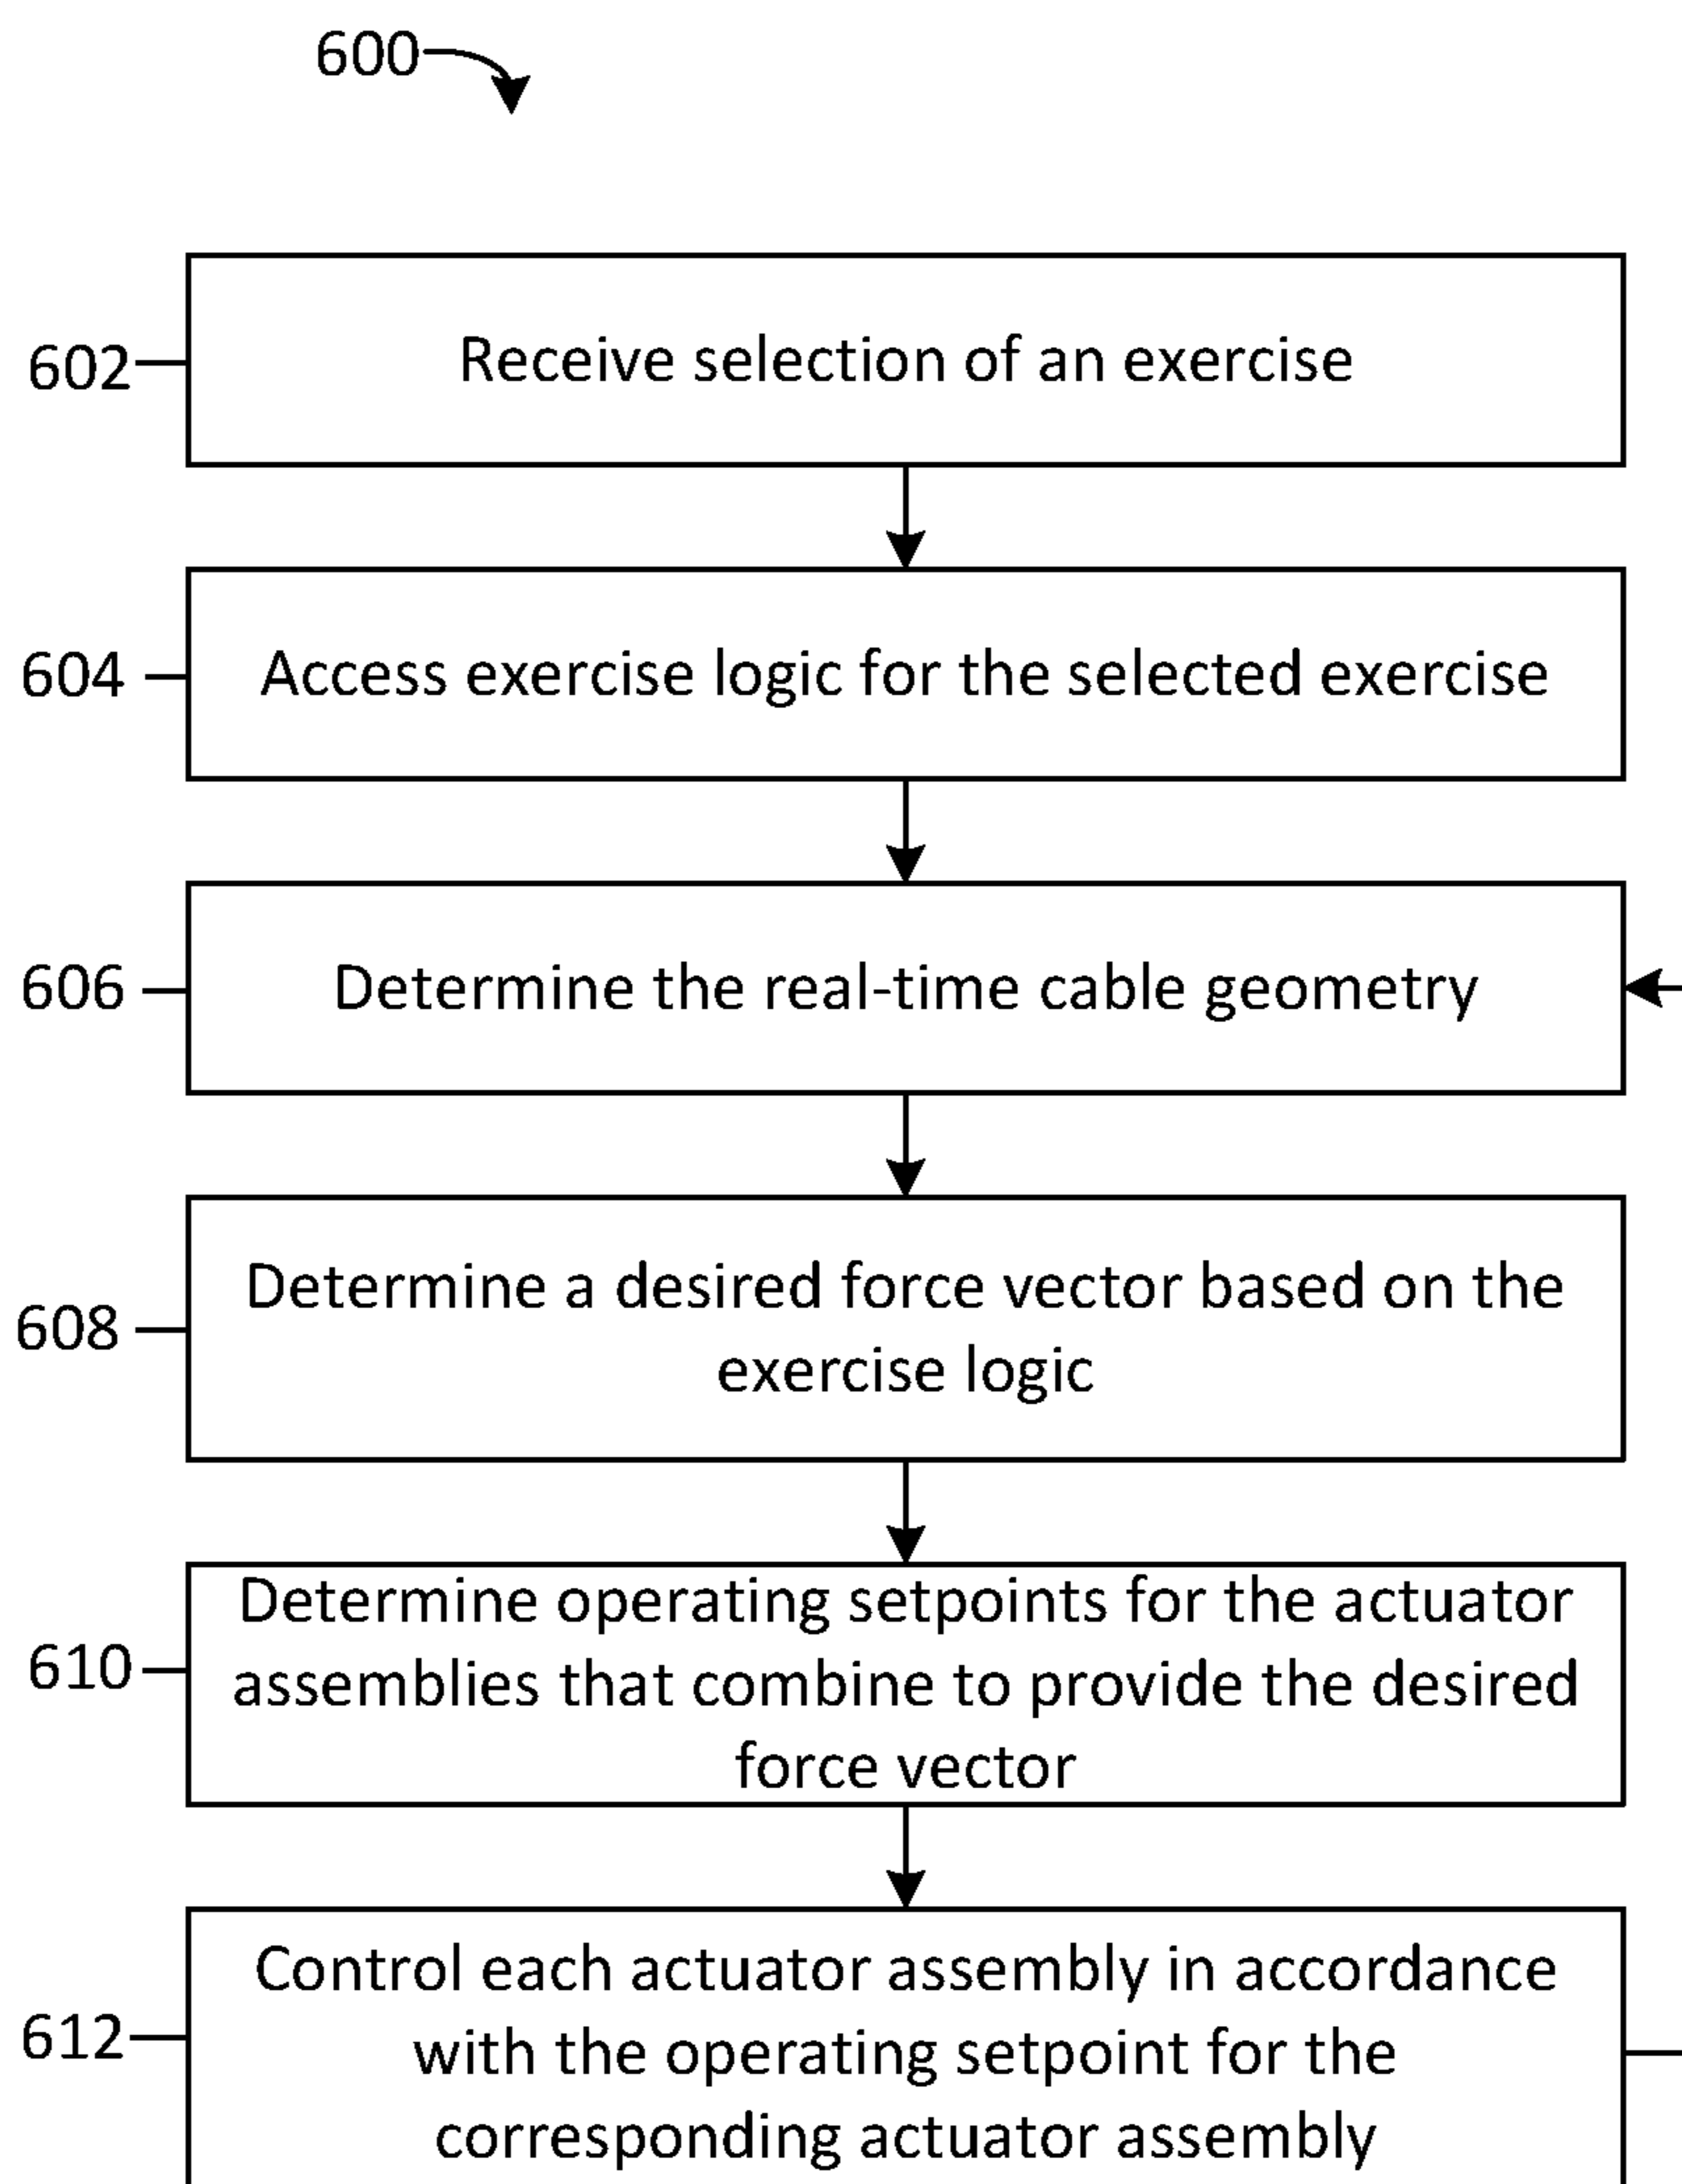 600
602
Receive selection of an exercise
604
Access exercise logic for the selected exercise
606
Determine the real-time cable geometry
608
Determine a desired force vector based on the
exercise logic
610
Determine operating setpoints for the actuator
assemblies that combine to provide the desired
force vector
612
Control each actuator assembly in accordance
with the operating setpoint for the
corresponding actuator assembly